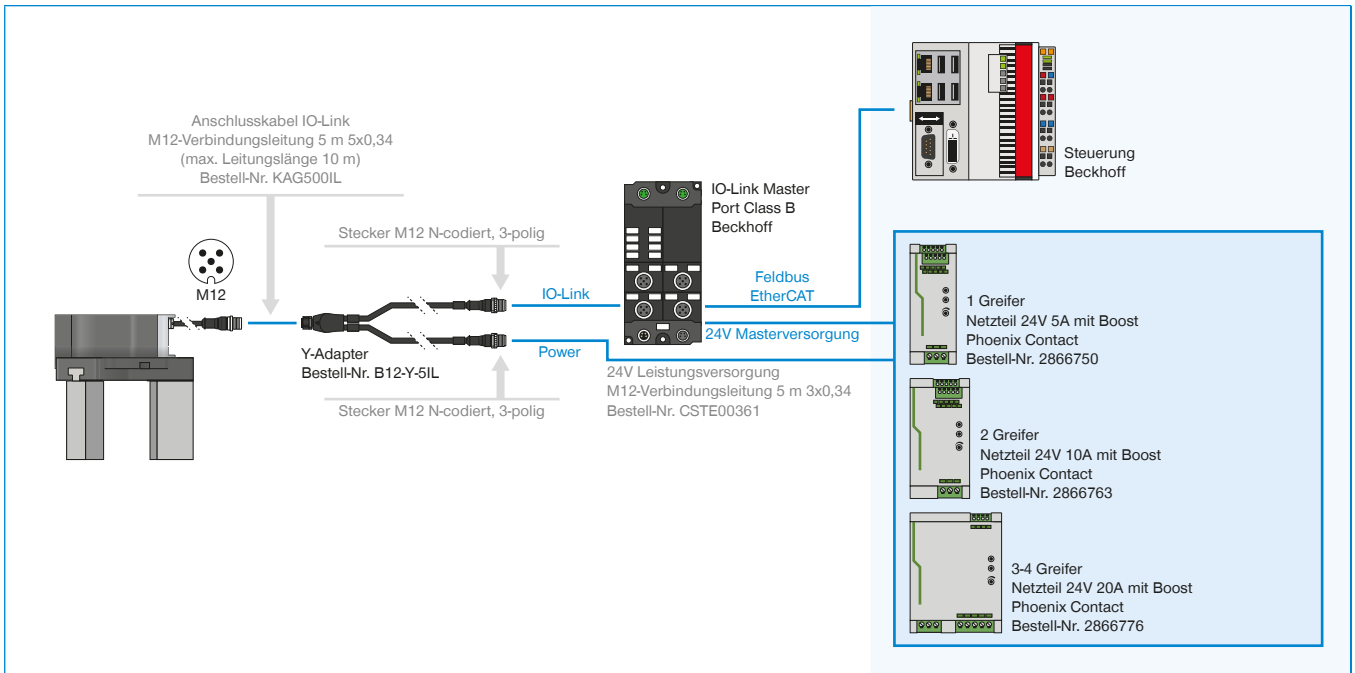 Anschlusskabel IO-Link
M12-Verbindungsleitung 5 m 5x0,34
(max. Leitungslänge 10 m)
Bestell-Nr. KAG500IL
M12
Stecker M12 N-codiert, 3-polig
Y-Adapter
Bestell-Nr. B12-Y-5IL
Stecker M12 N-codiert, 3-polig
IO-Link
Power
IO-Link Master
Port Class B
Beckhoff
Feldbus
EtherCAT
24V Masterversorgung
24V Leistungsversorgung
M12-Verbindungsleitung 5 m 3x0,34
Bestell-Nr. CSTE00361
Steuerung
Beckhoff
1 Greifer
Netzteil 24V 5A mit Boost
Phoenix Contact
Bestell-Nr. 2866750
2 Greifer
Netzteil 24V 10A mit Boost
Phoenix Contact
Bestell-Nr. 2866763
3-4 Greifer
Netzteil 24V 20A mit Boost
Phoenix Contact
Bestell-Nr. 2866776